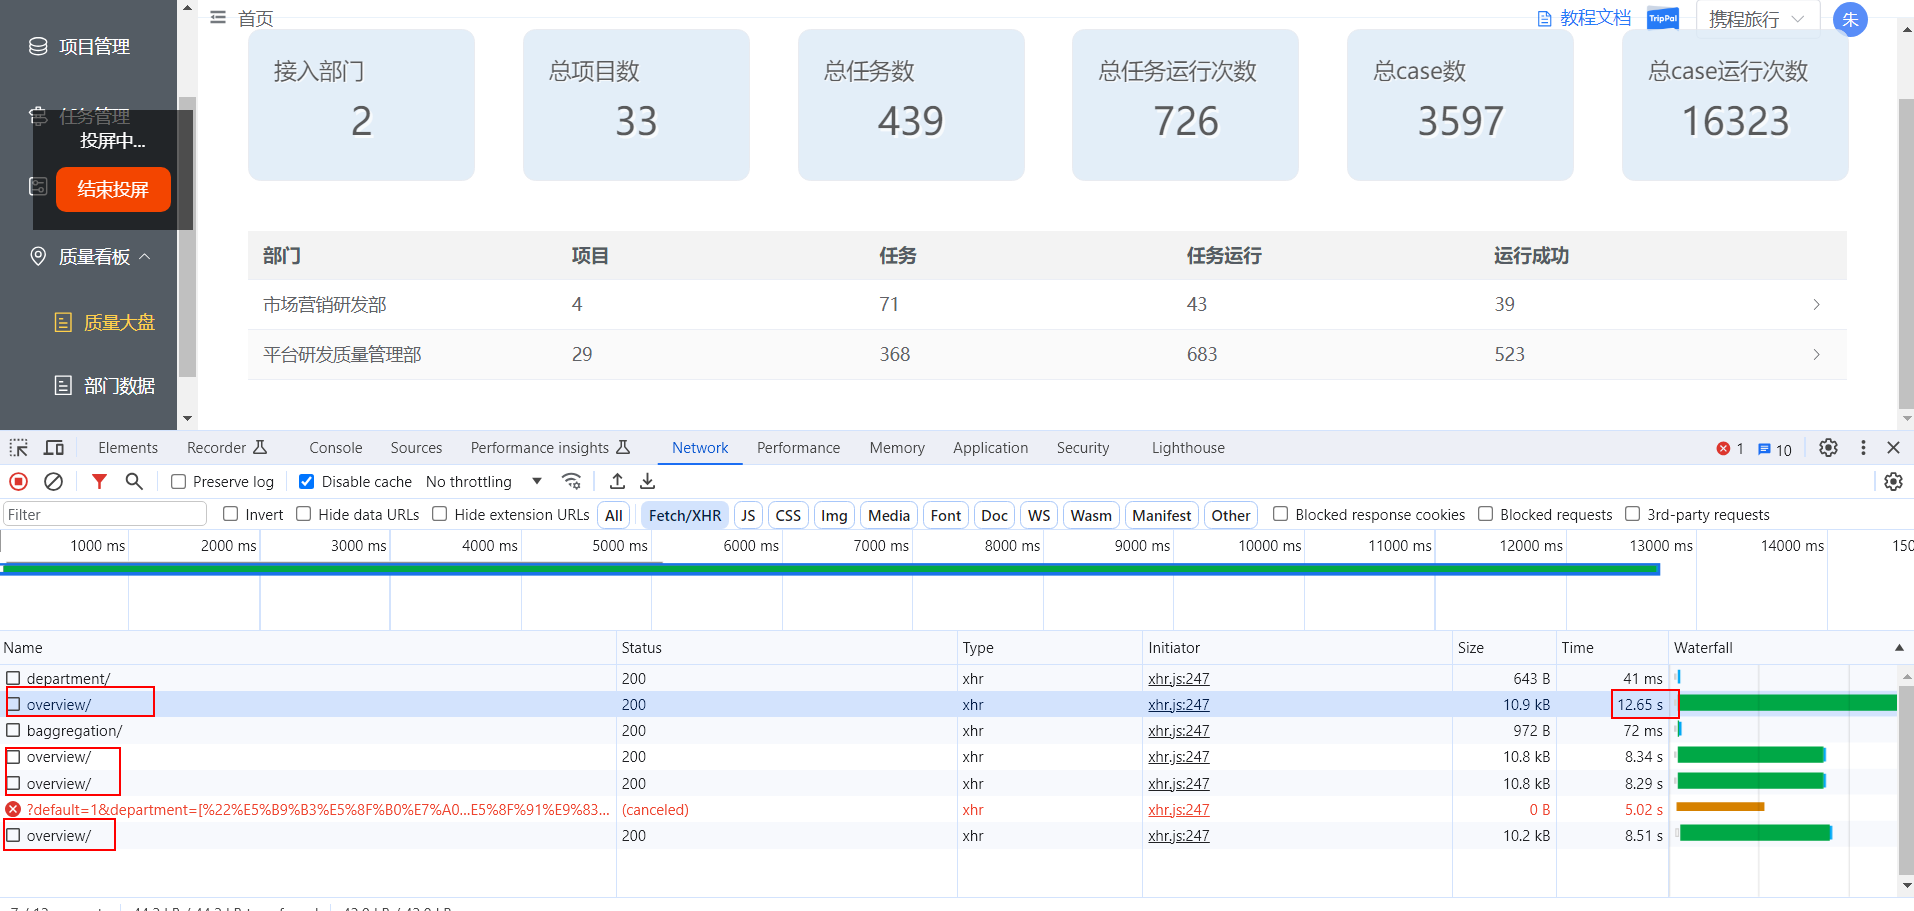 首页
教程文档
TripPal
携程旅行
朱
项目管理
任务管理
投屏中...
结束投屏
质量看板
质量大盘
部门数据
接入部门
2
总项目数
33
总任务数
439
总任务运行次数
726
总case数
3597
总case运行次数
16323
部门 项目 任务 任务运行 运行成功
市场营销研发部 4 71 43 39
平台研发质量管理部 29 368 683 523
Elements Recorder Console Sources Performance insights Network Performance Memory Application Security Lighthouse 1 10
Preserve log Disable cache No throttling
Filter Invert Hide data URLs Hide extension URLs All Fetch/XHR JS CSS Img Media Font Doc WS Wasm Manifest Other Blocked response cookies Blocked requests 3rd-party requests
1000 ms 2000 ms 3000 ms 4000 ms 5000 ms 6000 ms 7000 ms 8000 ms 9000 ms 10000 ms 11000 ms 12000 ms 13000 ms 14000 ms 150
Name Status Type Initiator Size Time Waterfall
department/ 200 xhr xhr.js:247 643 B 41 ms
overview/ 200 xhr xhr.js:247 10.9 kB 12.65 s
baggregation/ 200 xhr xhr.js:247 972 B 72 ms
overview/ 200 xhr xhr.js:247 10.8 kB 8.34 s
overview/ 200 xhr xhr.js:247 10.8 kB 8.29 s
?default=1&department=[%22%E5%B9%B3%E5%8F%B0%E7%A0...E5%8F%91%E9%83... (canceled) xhr xhr.js:247 0 B 5.02 s
overview/ 200 xhr xhr.js:247 10.2 kB 8.51 s